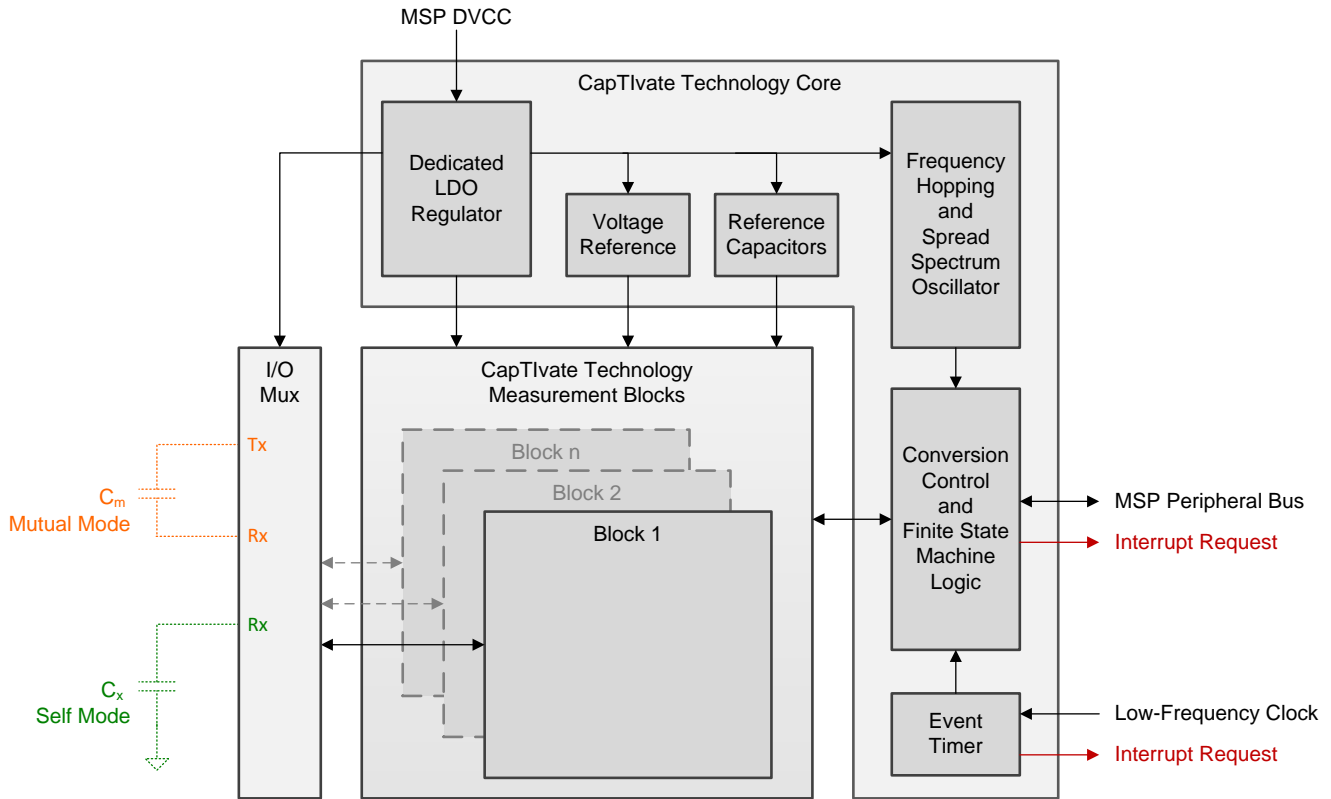 MSP DVCC
CapTIvate Technology Core
Dedicated
LDO
Regulator
Voltage
Reference
Reference
Capacitors
Frequency
Hopping
and
Spread
Spectrum
Oscillator
I/O
Mux
Tx
Rx
Rx
C_m
Mutual Mode
C_x
Self Mode
CapTIvate Technology
Measurement Blocks
Block n
Block 2
Block 1
Conversion
Control
and
Finite State
Machine
Logic
MSP Peripheral Bus
Interrupt Request
Event
Timer
Low-Frequency Clock
Interrupt Request